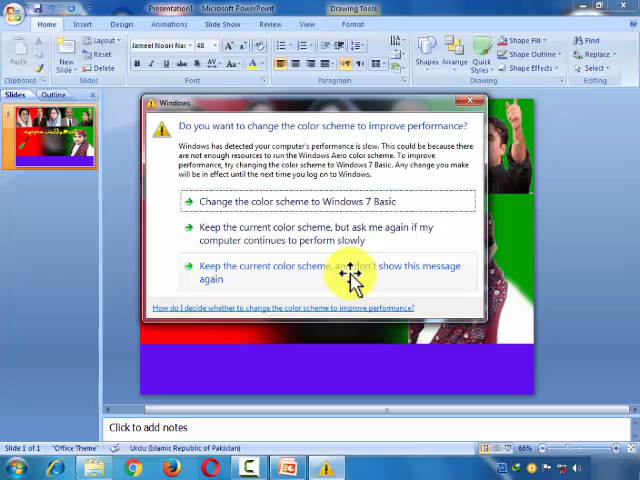 Presentation1 - Microsoft PowerPoint
Drawing Tools
Home Insert Design Animations Slide Show Review View Format
Layout
Reset
Delete
Paste
New Slide
Jameel Noori Nas
48
Shapes
Arrange
Quick Styles
Shape Fill
Shape Outline
Shape Effects
Find
Replace
Select
Clipboard Slides Font Paragraph Drawing Editing
Slides Outline
1
Windows
Do you want to change the color scheme to improve performance?
Windows has detected your computer's performance is slow. This could be because
there are not enough resources to run the Windows Aero color scheme. To improve
performance, try changing the color scheme to Windows 7 Basic. Any change you make
will be in effect until the next time you log on to Windows.
Change the color scheme to Windows 7 Basic
Keep the current color scheme, but ask me again if my
computer continues to perform slowly
Keep the current color scheme, and don't show this message
again
How do I decide whether to change the color scheme to improve performance?
Click to add notes
Slide 1 of 1
"Office Theme"
Urdu (Islamic Republic of Pakistan)
66%